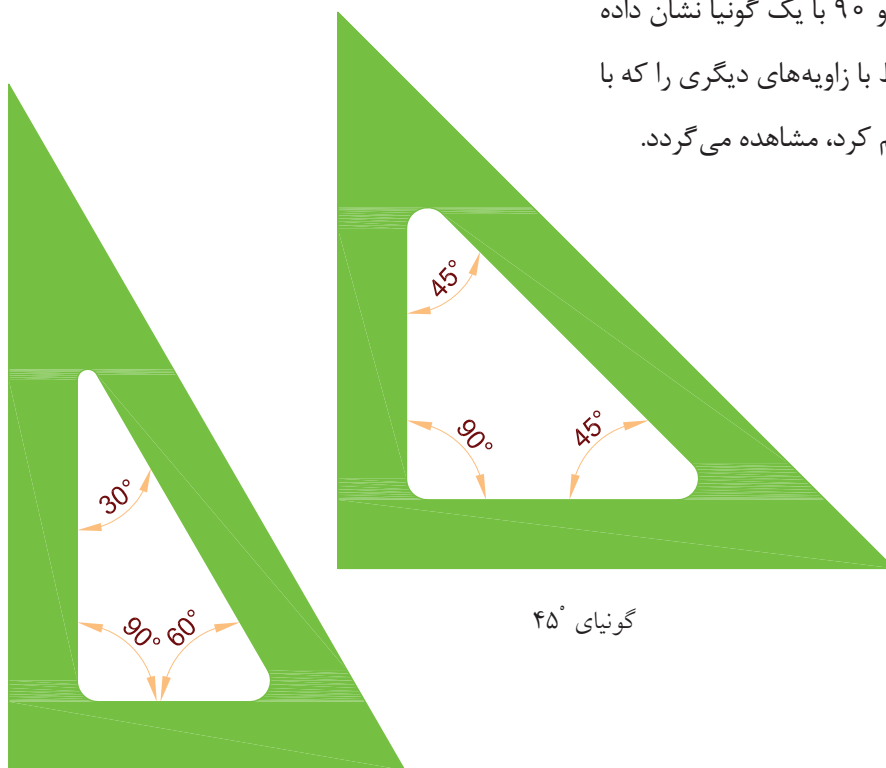 و ۹۰ با یک گونیا نشان داده
با زاویه‌های دیگری را که با
کرد، مشاهده می‌گردد.
45°
90°
45°
30°
90°
60°
گونیای ۴۵°